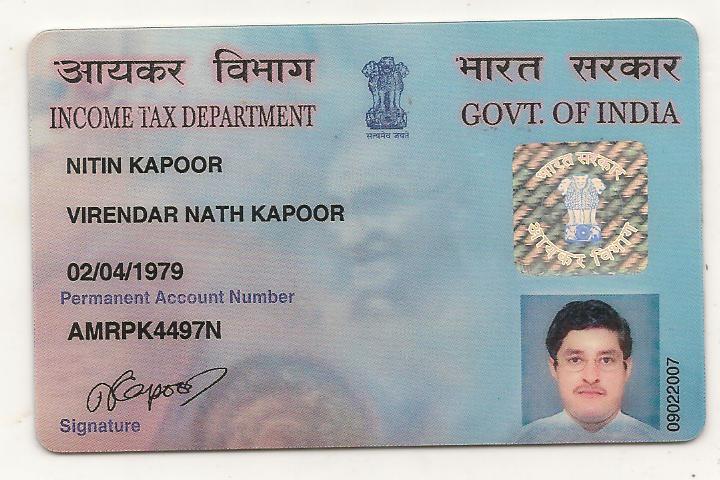 आयकर विभाग
भारत सरकार
INCOME TAX DEPARTMENT
GOVT. OF INDIA
सत्यमेव जयते
NITIN KAPOOR
VIRENDAR NATH KAPOOR
02/04/1979
Permanent Account Number
AMRPK4497N
NKapoor
Signature
भारत सरकार
आयकर विभाग
09022007